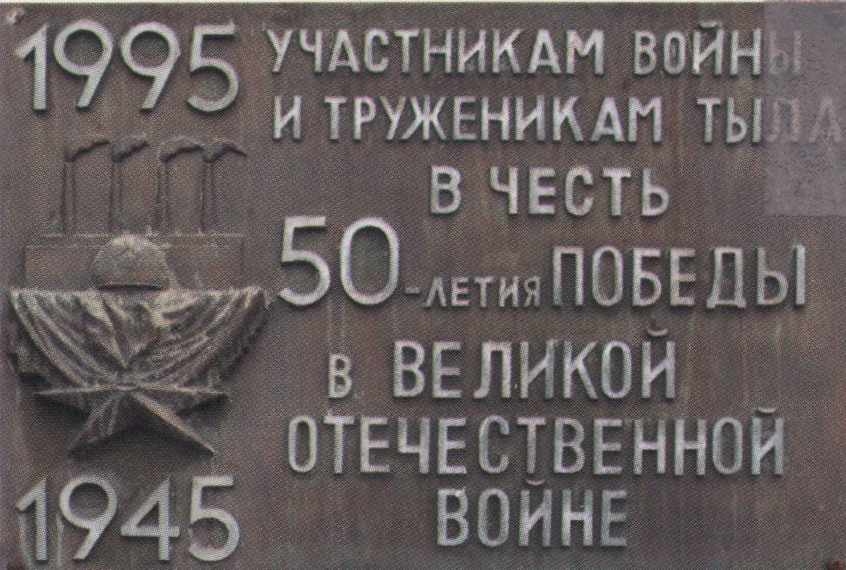 1995
УЧАСТНИКАМ ВОЙНЫ
И ТРУЖЕНИКАМ ТЫЛА
В ЧЕСТЬ
50-ЛЕТИЯ ПОБЕДЫ
В ВЕЛИКОЙ
ОТЕЧЕСТВЕННОЙ
ВОЙНЕ
1945